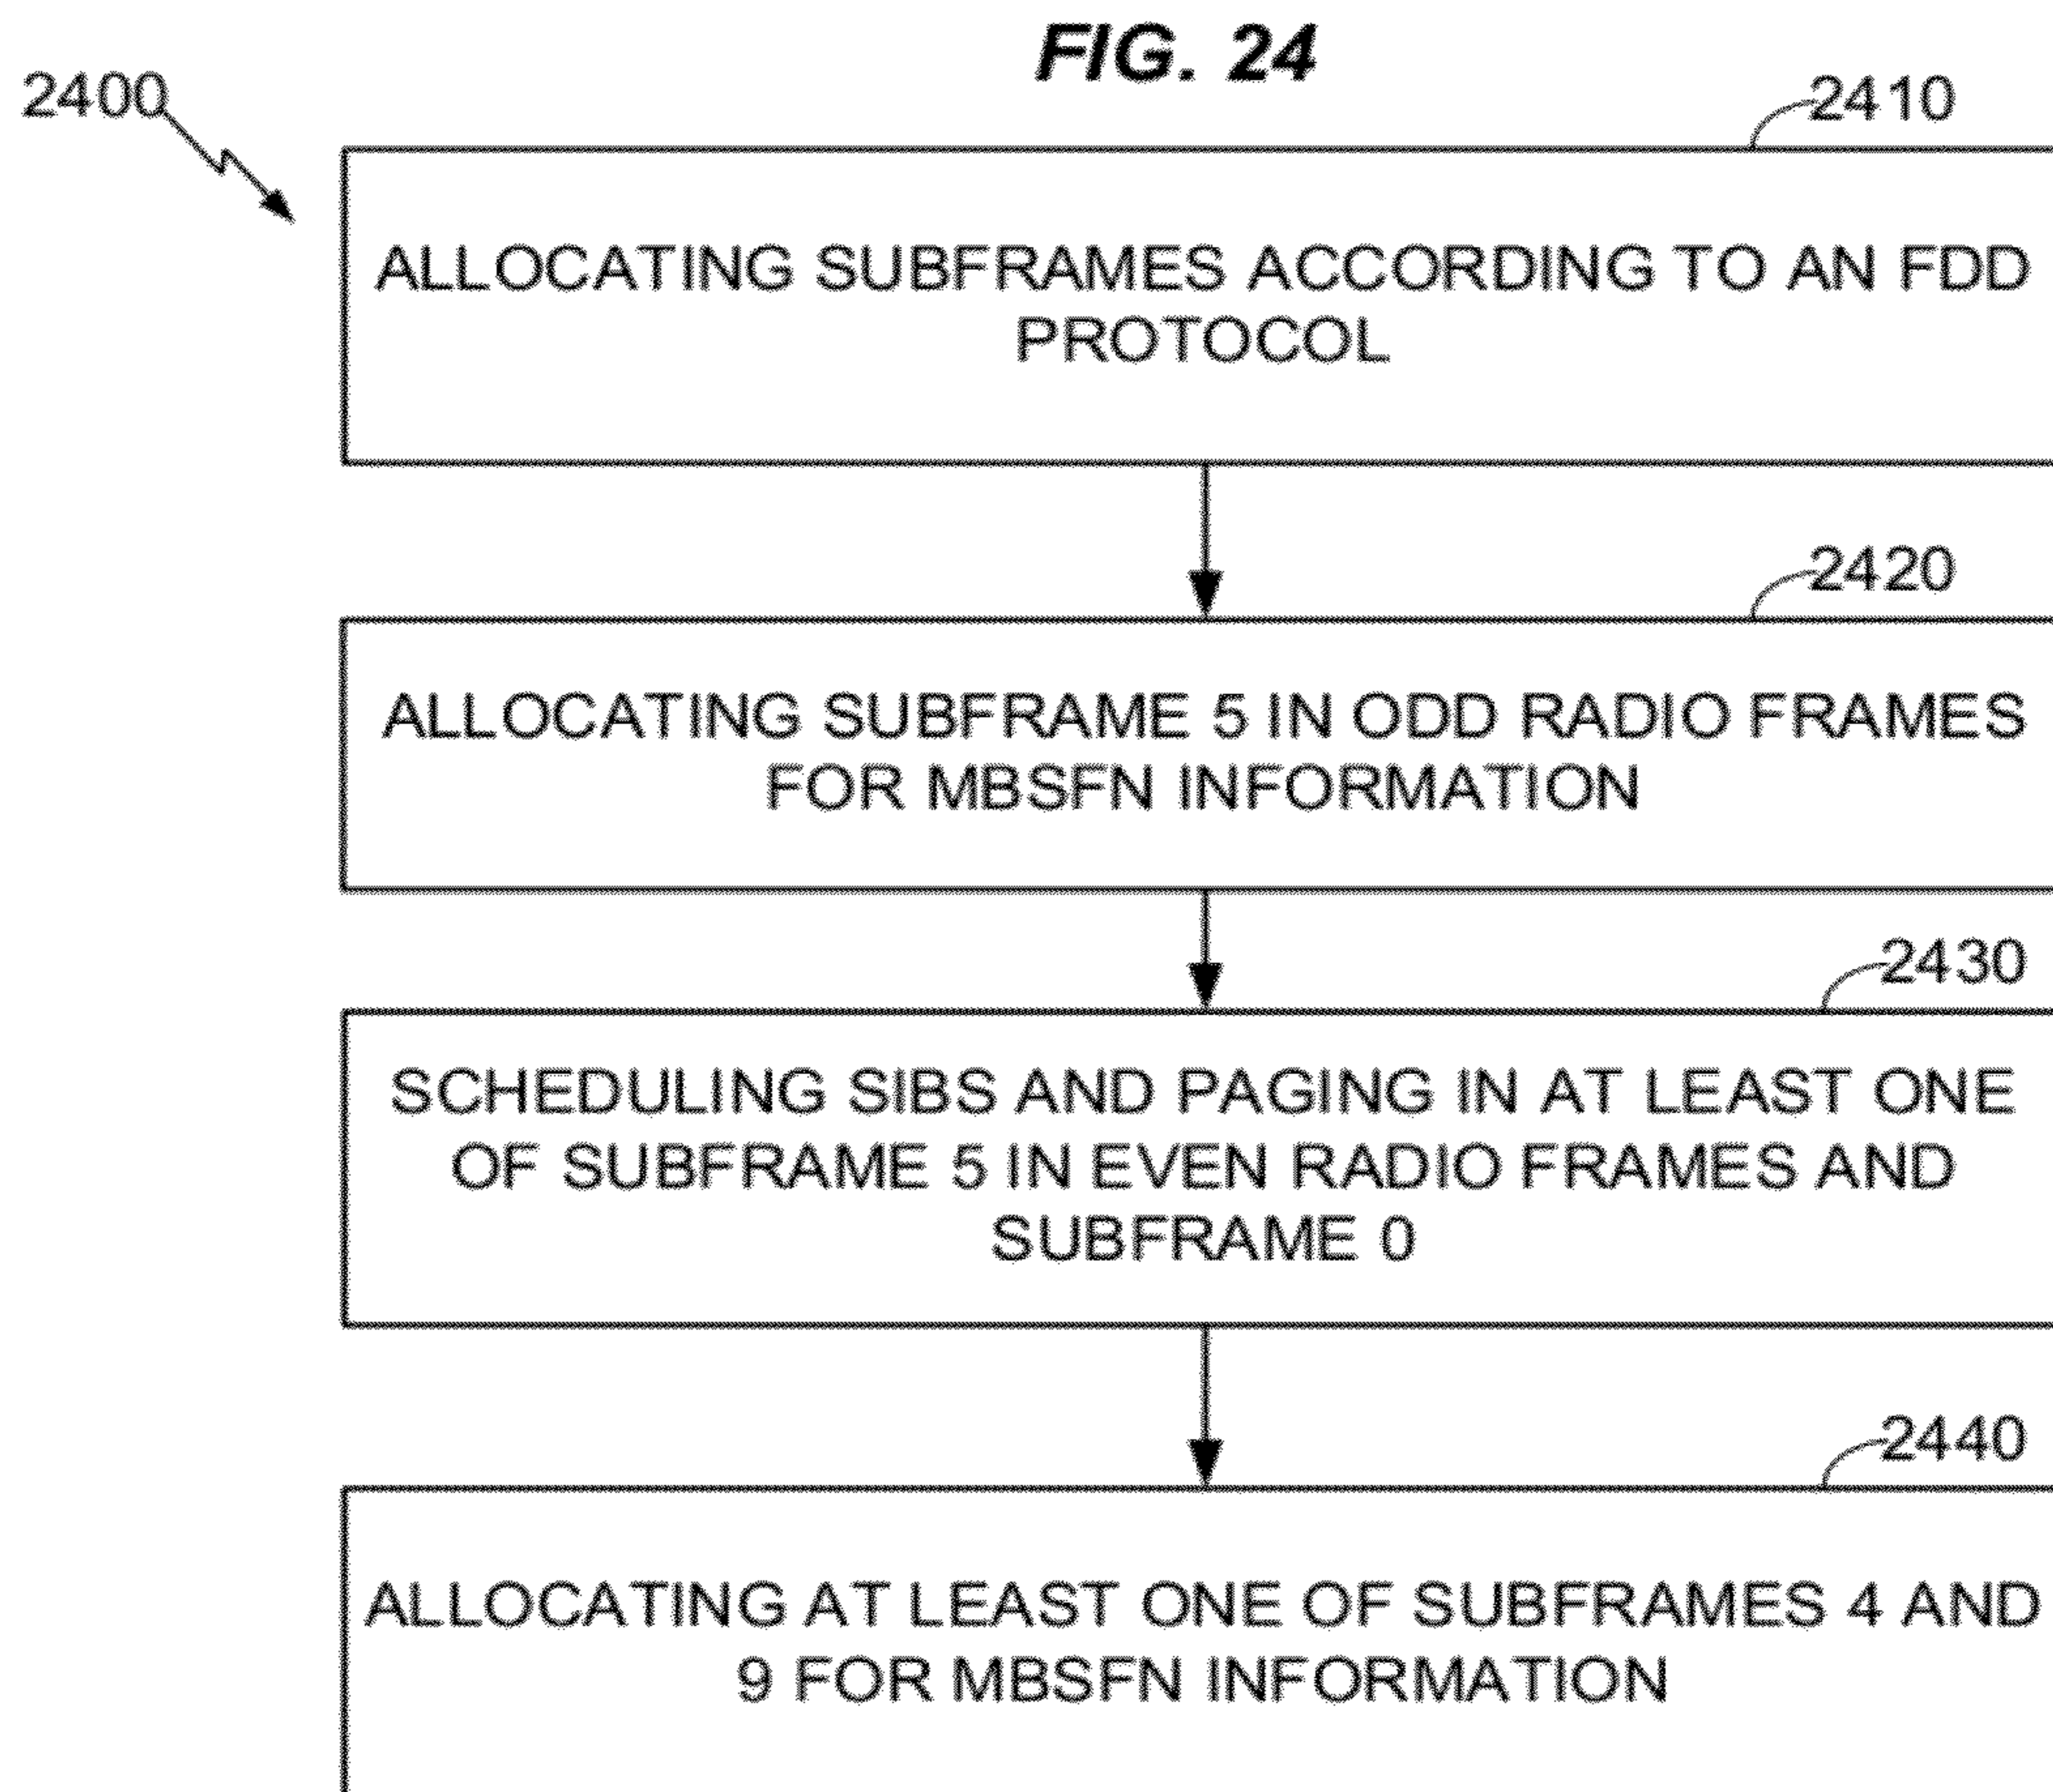 FIG. 24
2400
2410
ALLOCATING SUBFRAMES ACCORDING TO AN FDD
PROTOCOL
2420
ALLOCATING SUBFRAME 5 IN ODD RADIO FRAMES
FOR MBSFN INFORMATION
2430
SCHEDULING SIBS AND PAGING IN AT LEAST ONE
OF SUBFRAME 5 IN EVEN RADIO FRAMES AND
SUBFRAME 0
2440
ALLOCATING AT LEAST ONE OF SUBFRAMES 4 AND
9 FOR MBSFN INFORMATION